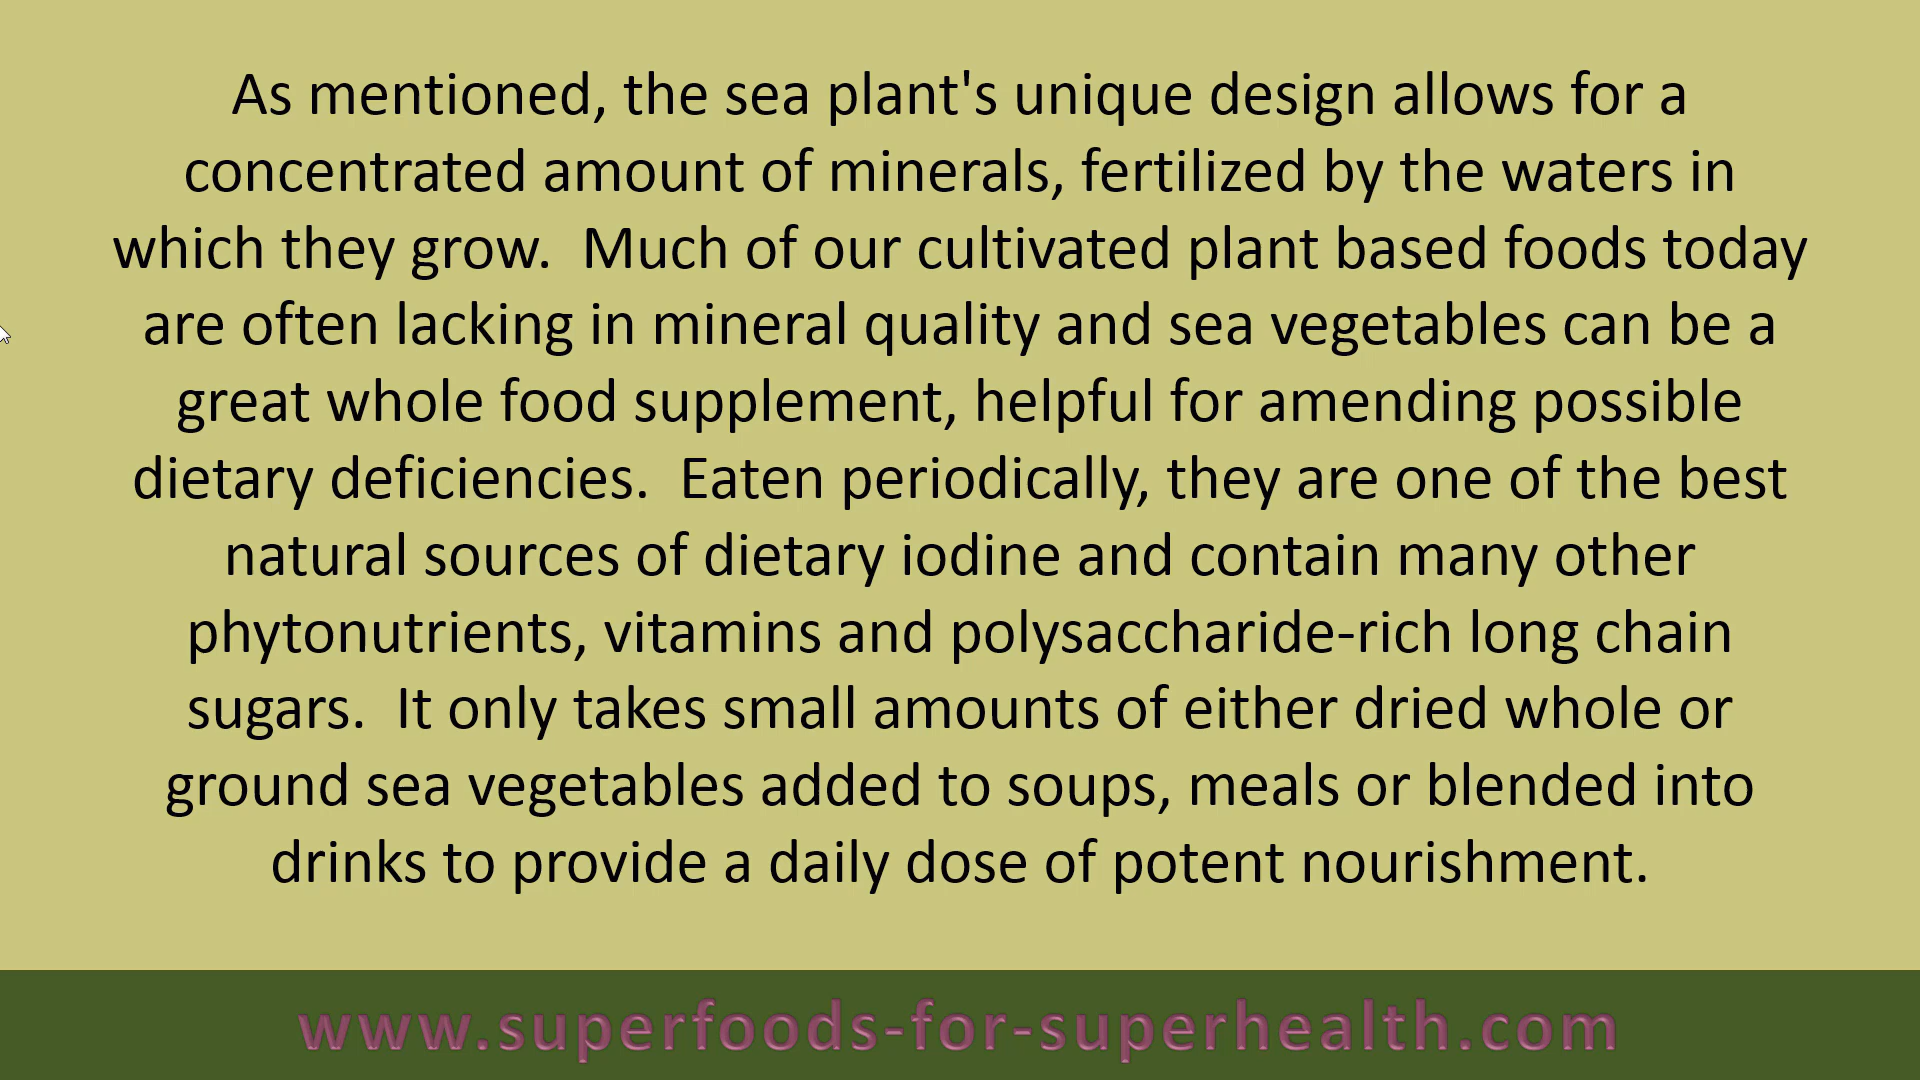 As mentioned, the sea plant's unique design allows for a
concentrated amount of minerals, fertilized by the waters in
which they grow.  Much of our cultivated plant based foods today
are often lacking in mineral quality and sea vegetables can be a
great whole food supplement, helpful for amending possible
dietary deficiencies.  Eaten periodically, they are one of the best
natural sources of dietary iodine and contain many other
phytonutrients, vitamins and polysaccharide-rich long chain
sugars.  It only takes small amounts of either dried whole or
ground sea vegetables added to soups, meals or blended into
drinks to provide a daily dose of potent nourishment.
www.superfoods-for-superhealth.com